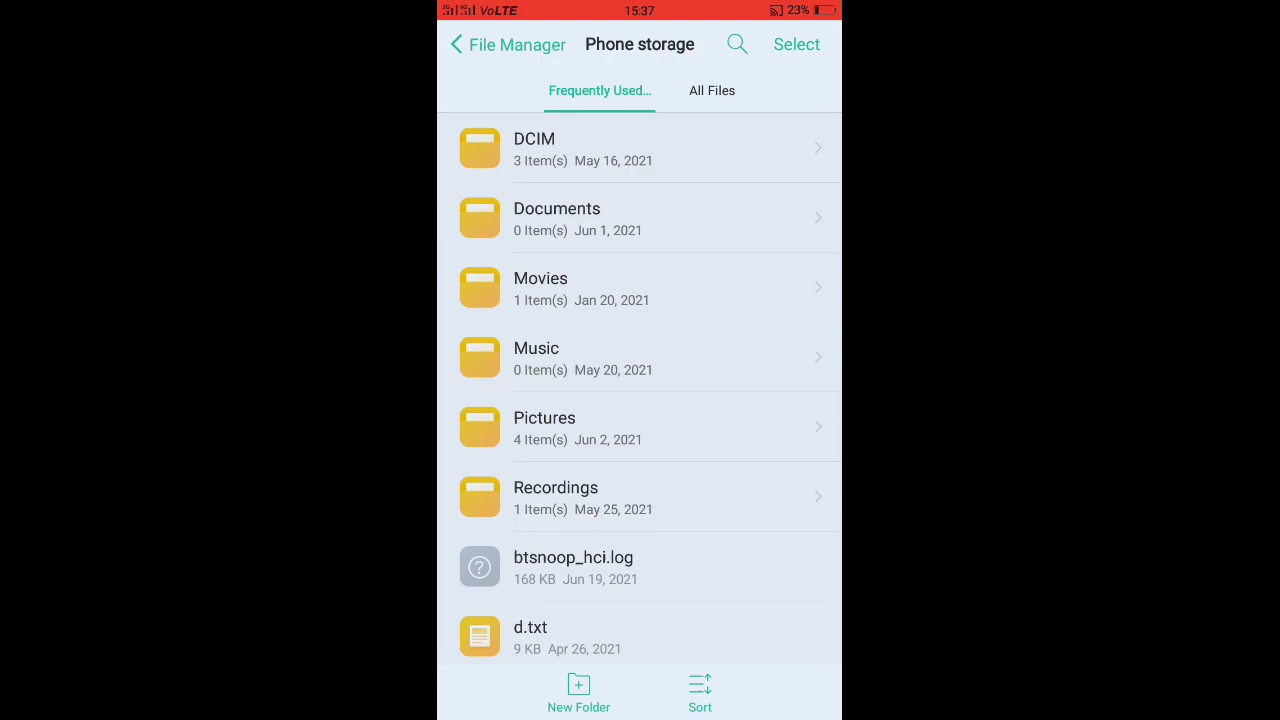 VoLTE 15:37 23%
File Manager Phone storage Select
Frequently Used... All Files
DCIM
3 Item(s) May 16, 2021
Documents
0 Item(s) Jun 1, 2021
Movies
1 Item(s) Jan 20, 2021
Music
0 Item(s) May 20, 2021
Pictures
4 Item(s) Jun 2, 2021
Recordings
1 Item(s) May 25, 2021
btsnoop_hci.log
168 KB Jun 19, 2021
d.txt
9 KB Apr 26, 2021
New Folder Sort